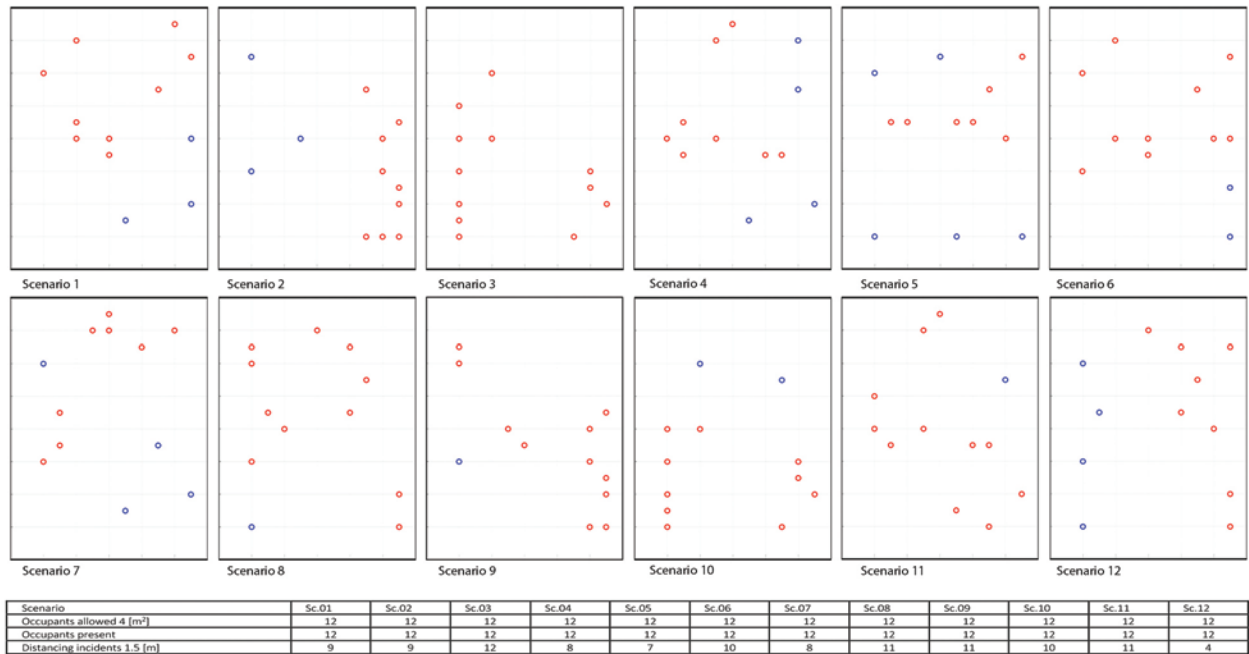 Scenario 1
Scenario 2
Scenario 3
Scenario 4
Scenario 5
Scenario 6
Scenario 7
Scenario 8
Scenario 9
Scenario 10
Scenario 11
Scenario 12
Scenario Sc.01 Sc.02 Sc.03 Sc.04 Sc.05 Sc.06 Sc.07 Sc.08 Sc.09 Sc.10 Sc.11 Sc.12
Occupants allowed 4 [m²] 12 12 12 12 12 12 12 12 12 12 12 12
Occupants present 12 12 12 12 12 12 12 12 12 12 12 12
Distancing incidents 1.5 [m] 9 9 12 8 7 10 8 11 11 10 11 4